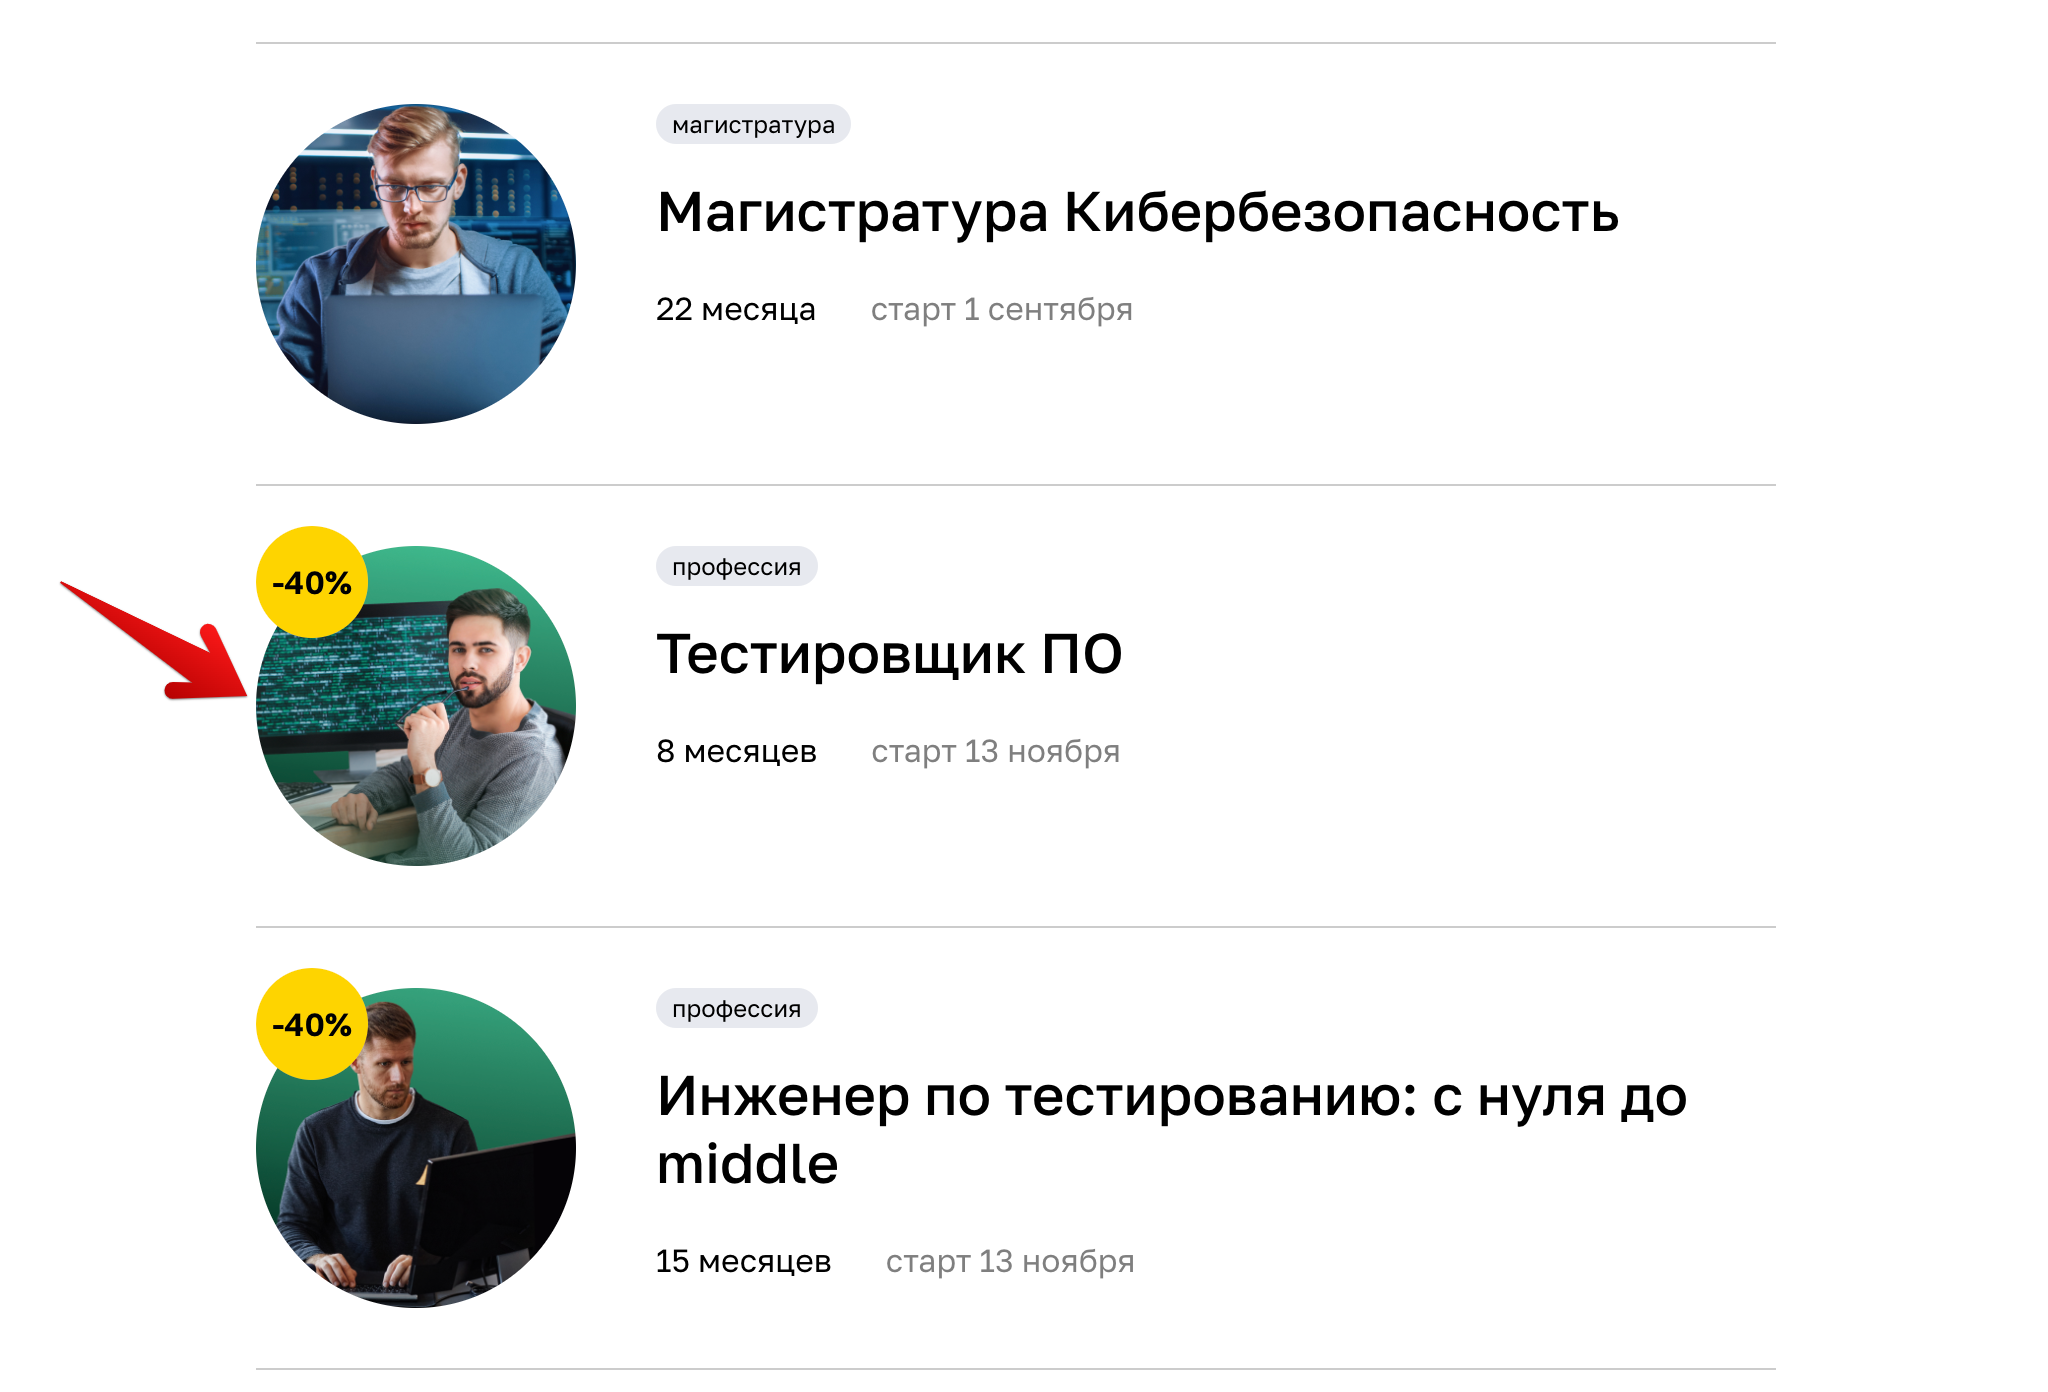 магистратура
Магистратура Кибербезопасность
22 месяца старт 1 сентября
-40%
профессия
Тестировщик ПО
8 месяцев старт 13 ноября
-40%
профессия
Инженер по тестированию: с нуля до
middle
15 месяцев старт 13 ноября